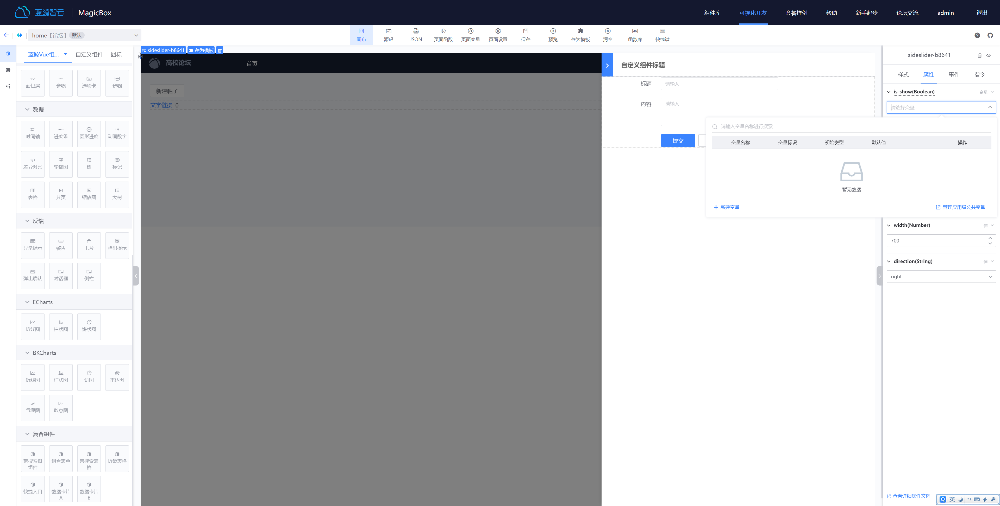 蓝鲸智云 MagicBox 组件库 可视化开发 套餐样例 帮助 新手起步 论坛交流 admin 退出
home【论坛】 默认
画布 源码 JSON 页面函数 页面变量 页面设置 保存 预览 存为模板 清空 函数库 快捷键
蓝鲸Vue组... 自定义组件 图标
面包屑 步骤 选项卡 步骤
数据
时间轴 进度条 圆形进度 动画数字
差异对比 轮播图 树 标记
表格 分页 缩放图 大树
反馈
异常提示 警告 卡片 弹出提示
弹出确认 对话框 侧栏
ECharts
折线图 柱状图 饼状图
BKCharts
折线图 柱状图 饼图 雷达图
气泡图 散点图
复合组件
带搜索树组件 组合表单 带搜索表格 折叠表格
快捷入口 数据卡片A 数据卡片B
sideslider-b8641 存为模板
高校论坛 首页
新建帖子
文字链接 0
自定义组件标题
标题 请输入
内容 请输入
提交
sideslider-b8641
样式 属性 事件 指令
is-show(Boolean) 变量
请选择变量
请输入变量名称进行搜索
变量名称 变量标识 初始类型 默认值 操作
暂无数据
新建变量 管理应用级公共变量
width(Number) 值
700
direction(String) 值
right
查看详细属性文档
英